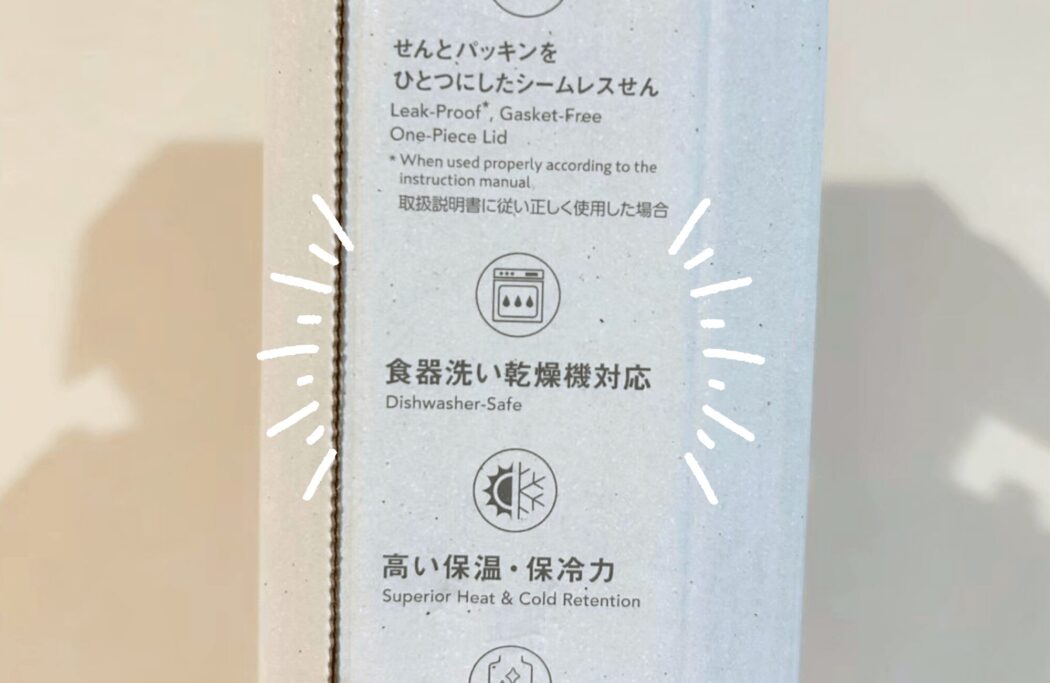 せんとパッキンを
ひとつにしたシームレスせん
Leak-Proof*, Gasket-Free
One-Piece Lid
* When used properly according to the
instruction manual
取扱説明書に従い正しく使用した場合
食器洗い乾燥機対応
Dishwasher-Safe
高い保温・保冷力
Superior Heat & Cold Retention